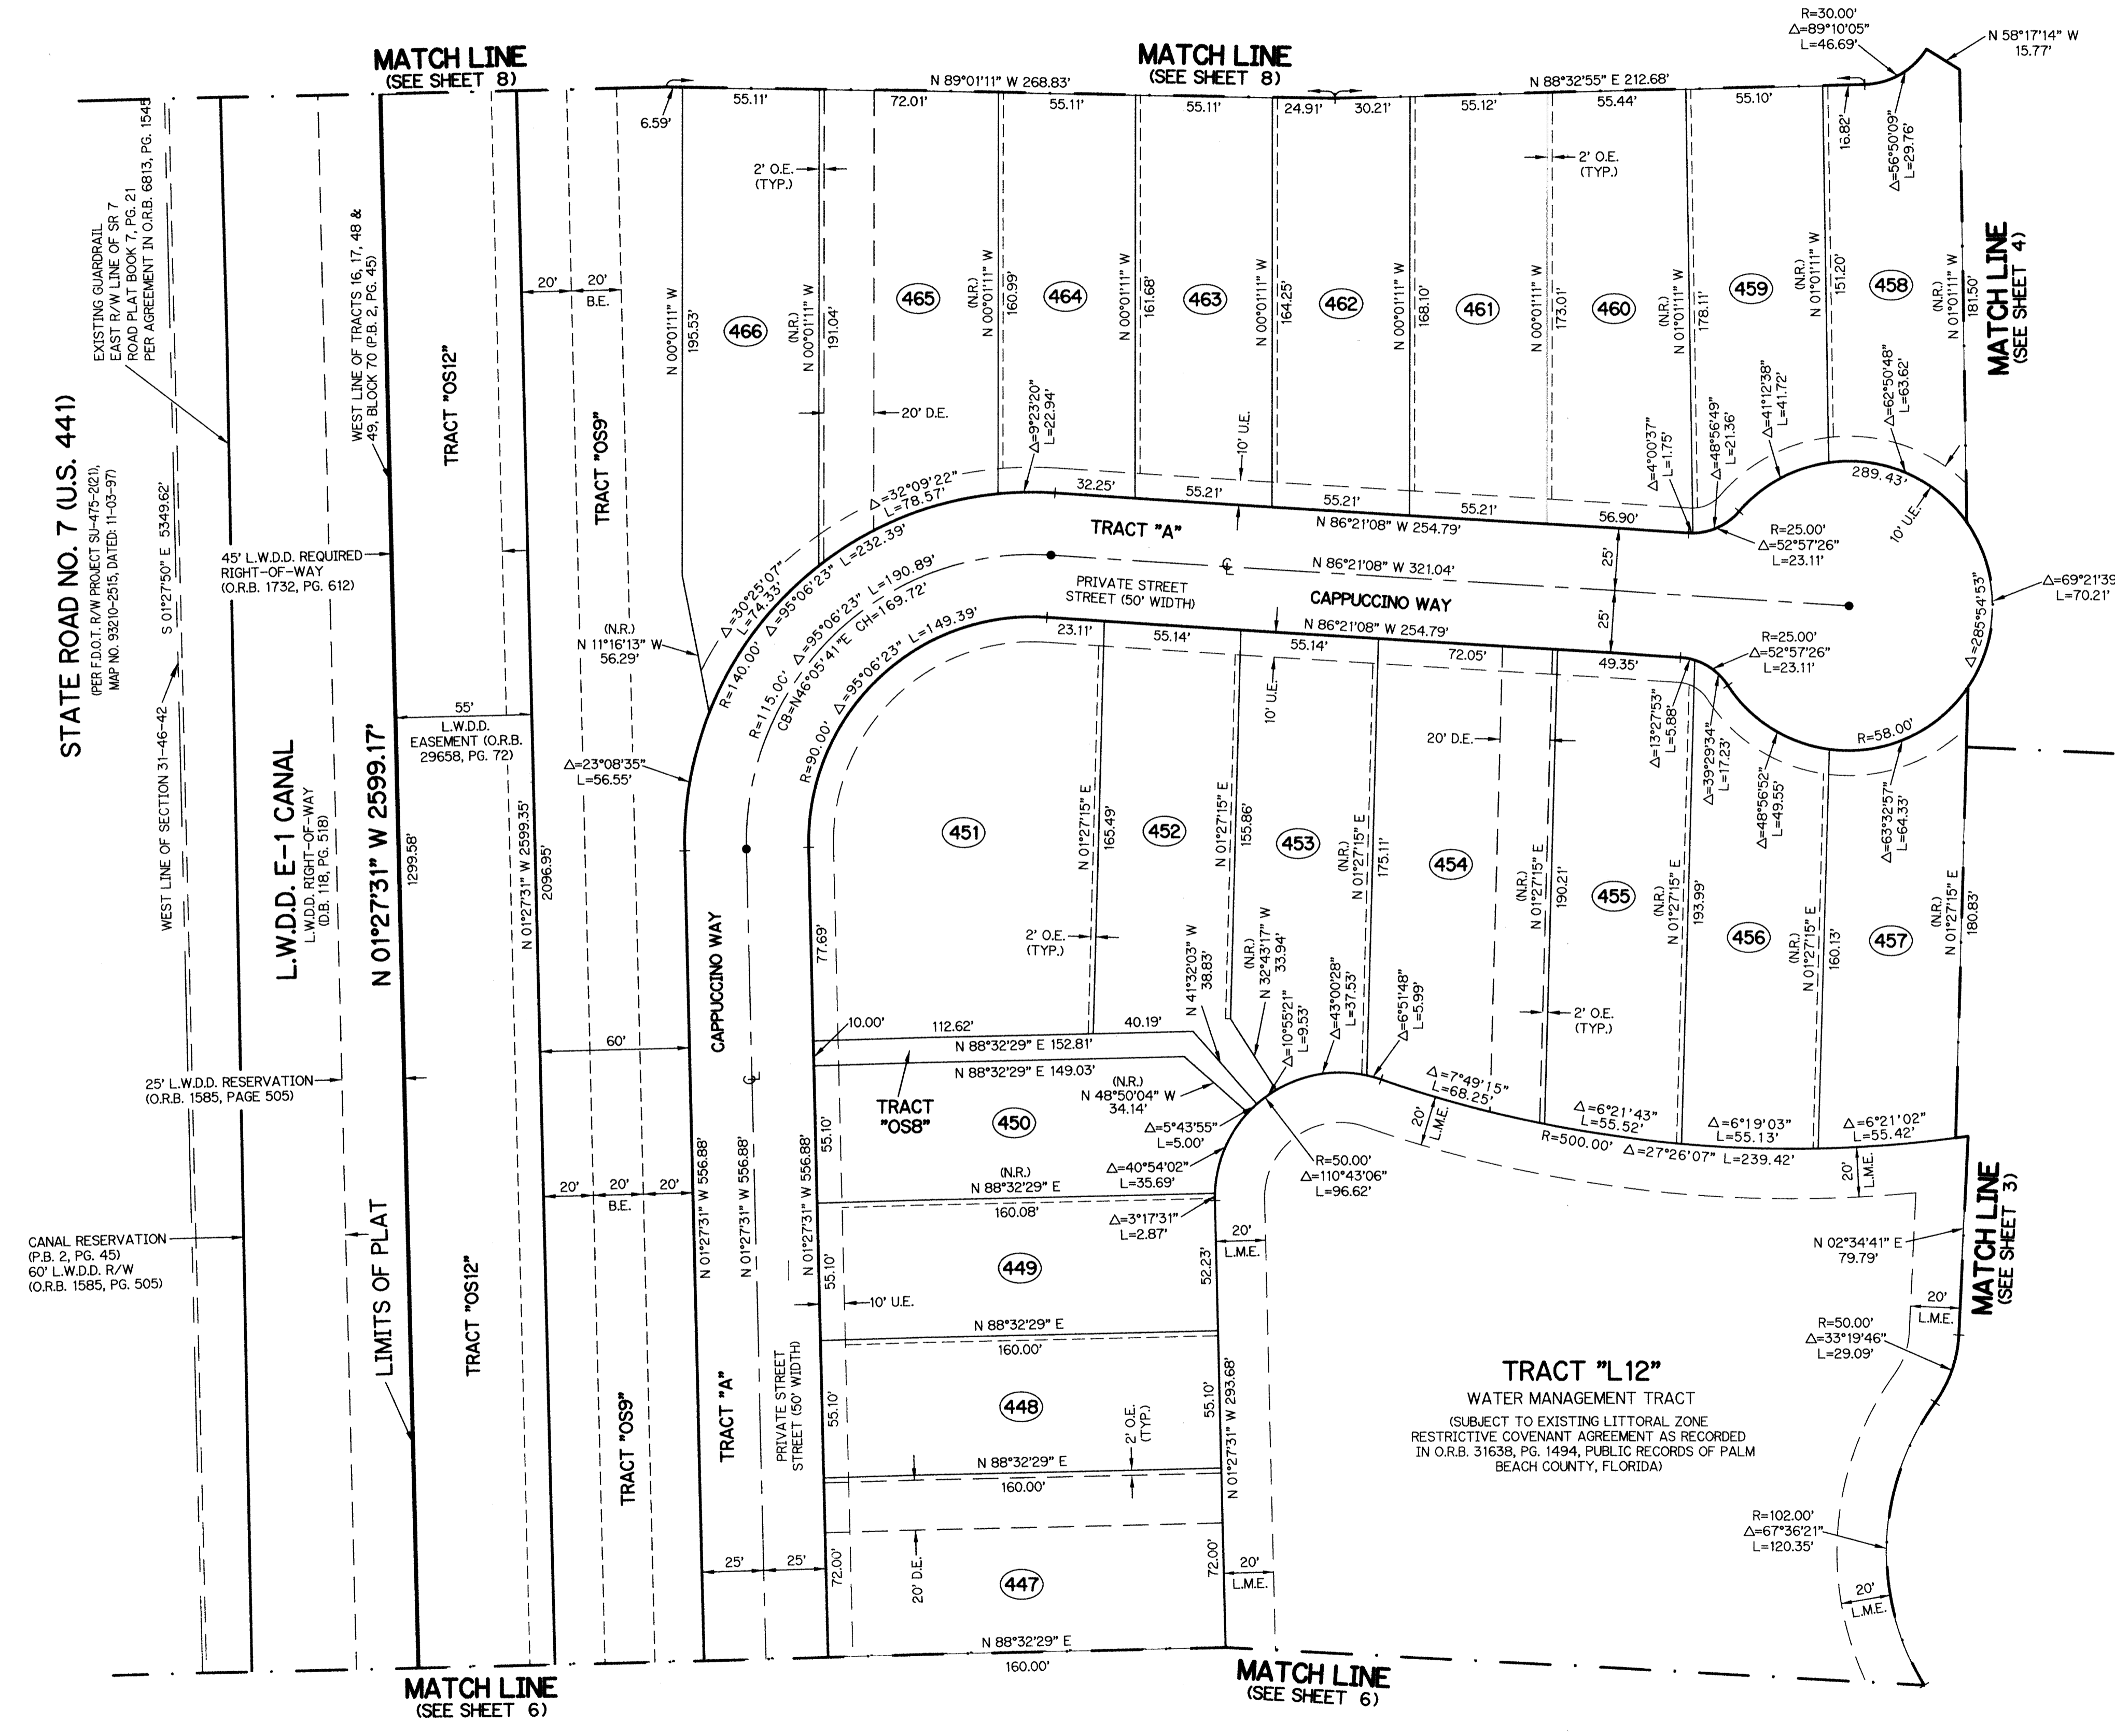 MATCH LINE
(SEE SHEET 8)
MATCH LINE
(SEE SHEET 8)
R=30.00'
Δ=89°10'05"
L=46.69'
N 58°17'14" W
15.77'
N 89°01'11" W 268.83'
N 88°32'55" E 212.68'
6.59'
55.11'
72.01'
55.11'
55.11'
24.91'
30.21'
55.12'
55.44'
55.10'
16.82'
Δ=56°50'09"
L=29.76'
EXISTING GUARDRAIL
EAST R/W LINE OF SR 7
ROAD PLAT BOOK 7, PG. 21
PER AGREEMENT IN O.R.B. 6813, PG. 1545
WEST LINE OF TRACTS 16, 17, 48 &
49, BLOCK 70 (P.B. 2, PG. 45)
TRACT "OS12"
20'
20'
B.E.
TRACT "OS9"
2' O.E.
(TYP.)
2' O.E.
(TYP.)
N 00°01'11" W
195.53'
466
(N.R.)
N 00°01'11" W
191.04'
465
(N.R.)
N 00°01'11" W
160.99'
464
N 00°01'11" W
161.68'
463
N 00°01'11" W
164.25'
462
N 00°01'11" W
168.10'
461
N 00°01'11" W
173.01'
460
(N.R.)
N 01°01'11" W
178.11'
459
(N.R.)
N 01°01'11" W
151.20'
458
(N.R.)
N 01°01'11" W
181.50'
MATCH LINE
(SEE SHEET 4)
STATE ROAD NO. 7 (U.S. 441)
(PER F.D.O.T. R/W PROJECT SU-475-2(21),
MAP NO. 93210-2515, DATED: 11-03-97)
S 01°27'50" E 5349.62'
WEST LINE OF SECTION 31-46-42
45' L.W.D.D. REQUIRED
RIGHT-OF-WAY
(O.R.B. 1732, PG. 612)
20' D.E.
Δ=9°23'20"
L=22.94'
10' U.E.
Δ=4°00'37"
L=1.75'
Δ=48°56'49"
L=21.36'
Δ=41°12'38"
L=41.72'
Δ=62°50'48"
L=63.62'
289.43'
10' U.E.
Δ=32°09'22"
L=78.57'
32.25'
55.21'
55.21'
55.21'
56.90'
TRACT "A"
N 86°21'08" W 254.79'
R=25.00'
Δ=52°57'26"
L=23.11'
Δ=30°25'07"
L=74.33'
R=140.00' Δ=95°06'23" L=232.39'
R=115.00' Δ=95°06'23" L=190.89'
CB=N46°05'41"E CH=169.72'
R=90.00' Δ=95°06'23" L=149.39'
N 86°21'08" W 321.04'
PRIVATE STREET
STREET (50' WIDTH)
CAPPUCCINO WAY
25'
25'
N 86°21'08" W 254.79'
Δ=69°21'39
L=70.21'
Δ=285°54'53"
(N.R.)
N 11°16'13" W
56.29'
23.11'
55.14'
55.14'
72.05'
49.35'
R=25.00'
Δ=52°57'26"
L=23.11'
10' U.E.
20' D.E.
Δ=13°27'53"
L=5.88'
Δ=39°29'34"
L=17.23'
R=58.00'
Δ=48°56'52"
L=49.55'
Δ=63°32'57"
L=64.33'
55'
L.W.D.D.
EASEMENT (O.R.B.
29658, PG. 72)
Δ=23°08'35"
L=56.55'
L.W.D.D. E-1 CANAL
L.W.D.D. RIGHT-OF-WAY
(D.B. 118, PG. 518)
N 01°27'31" W 2599.17'
1299.58'
N 01°27'31" W 2599.35'
2096.95'
451
N 01°27'15" E
165.49'
452
N 01°27'15" E
155.86'
453
(N.R.)
N 01°27'15" E
175.11'
454
(N.R.)
N 01°27'15" E
190.21'
455
(N.R.)
N 01°27'15" E
193.99'
456
(N.R.)
N 01°27'15" E
160.13'
457
(N.R.)
N 01°27'15" E
180.83'
CAPPUCCINO WAY
77.69'
2' O.E.
(TYP.)
N 41°32'03" W
38.83'
(N.R.)
N 32°43'17" W
33.94'
Δ=10°55'21"
L=9.53'
Δ=43°00'28"
L=37.53'
Δ=6°51'48"
L=5.99'
2' O.E.
(TYP.)
60'
10.00'
112.62'
40.19'
N 88°32'29" E 152.81'
N 88°32'29" E 149.03'
25' L.W.D.D. RESERVATION
(O.R.B. 1585, PAGE 505)
TRACT
"OS8"
(N.R.)
N 48°50'04" W
34.14'
Δ=5°43'55"
L=5.00'
Δ=40°54'02"
L=35.69'
R=50.00'
Δ=110°43'06"
L=96.62'
Δ=7°49'15"
L=68.25'
20'
L.M.E.
Δ=6°21'43"
L=55.52'
Δ=6°19'03"
L=55.13'
Δ=6°21'02"
L=55.42'
R=500.00' Δ=27°26'07" L=239.42'
20'
L.M.E.
450
55.10'
(N.R.)
N 88°32'29" E
160.08'
Δ=3°17'31"
L=2.87'
20'
L.M.E.
20'
20'
20'
B.E.
N 01°27'31" W 556.88'
N 01°27'31" W 556.88'
N 01°27'31" W 556.88'
CANAL RESERVATION
(P.B. 2, PG. 45)
60' L.W.D.D. R/W
(O.R.B. 1585, PG. 505)
LIMITS OF PLAT
TRACT "OS12"
449
55.10'
52.23'
10' U.E.
N 88°32'29" E
160.00'
448
55.10'
55.10'
N 01°27'31" W 293.68'
2' O.E.
(TYP.)
N 88°32'29" E
160.00'
TRACT "OS9"
TRACT "A"
PRIVATE STREET
STREET (50' WIDTH)
25'
25'
72.00'
20' D.E.
447
72.00'
20'
L.M.E.
N 88°32'29" E
160.00'
TRACT "L12"
WATER MANAGEMENT TRACT
(SUBJECT TO EXISTING LITTORAL ZONE
RESTRICTIVE COVENANT AGREEMENT AS RECORDED
IN O.R.B. 31638, PG. 1494, PUBLIC RECORDS OF PALM
BEACH COUNTY, FLORIDA)
N 02°34'41" E
79.79'
MATCH LINE
(SEE SHEET 3)
20'
L.M.E.
R=50.00'
Δ=33°19'46"
L=29.09'
R=102.00'
Δ=67°36'21"
L=120.35'
20'
L.M.E.
MATCH LINE
(SEE SHEET 6)
MATCH LINE
(SEE SHEET 6)